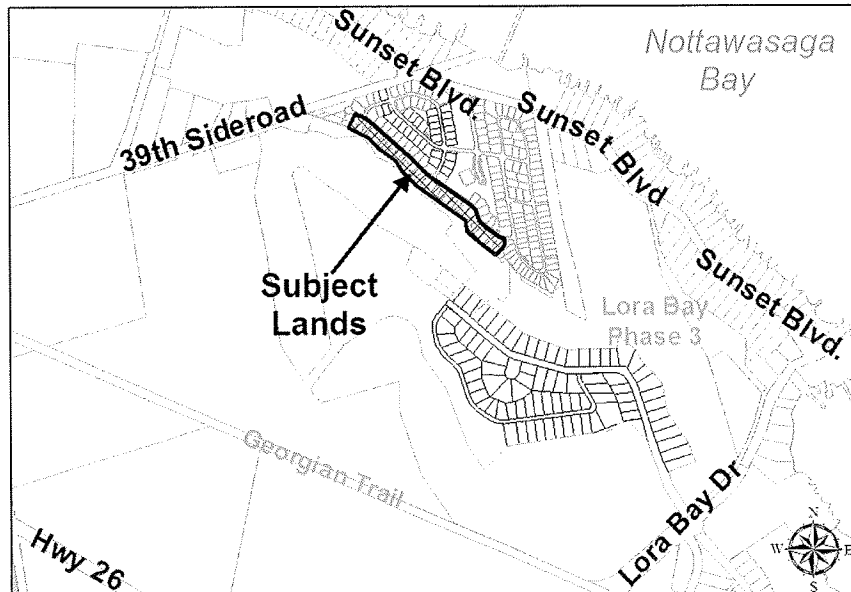 Nottawasaga
Bay
Sunset Blvd.
Sunset Blvd
Sunset Blvd.
39th Sideroad
Subject
Lands
Lora Bay
Phase 3
Georgian Trail
Hwy 26
Lora Bay Dr
N
W E
S